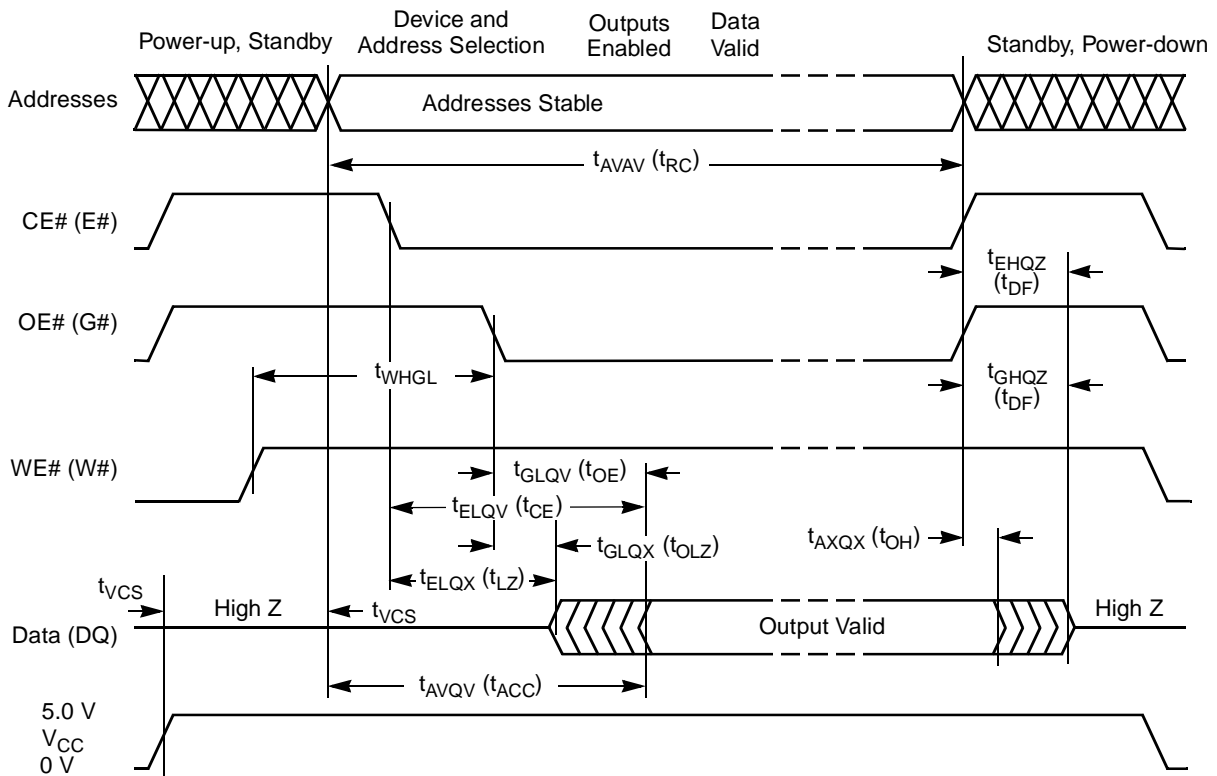 Power-up, Standby
Device and
Address Selection
Outputs
Enabled
Data
Valid
Standby, Power-down
Addresses
Addresses Stable
tAVAV (tRC)
CE# (E#)
tEHQZ
(tDF)
OE# (G#)
tWHGL
tGHQZ
(tDF)
WE# (W#)
tGLQV (tOE)
tELQV (tCE)
tGLQX (tOLZ)
tAXQX (tOH)
tELQX (tLZ)
tVCS
High Z
tVCS
Data (DQ)
Output Valid
High Z
tAVQV (tACC)
5.0 V
VCC
0 V